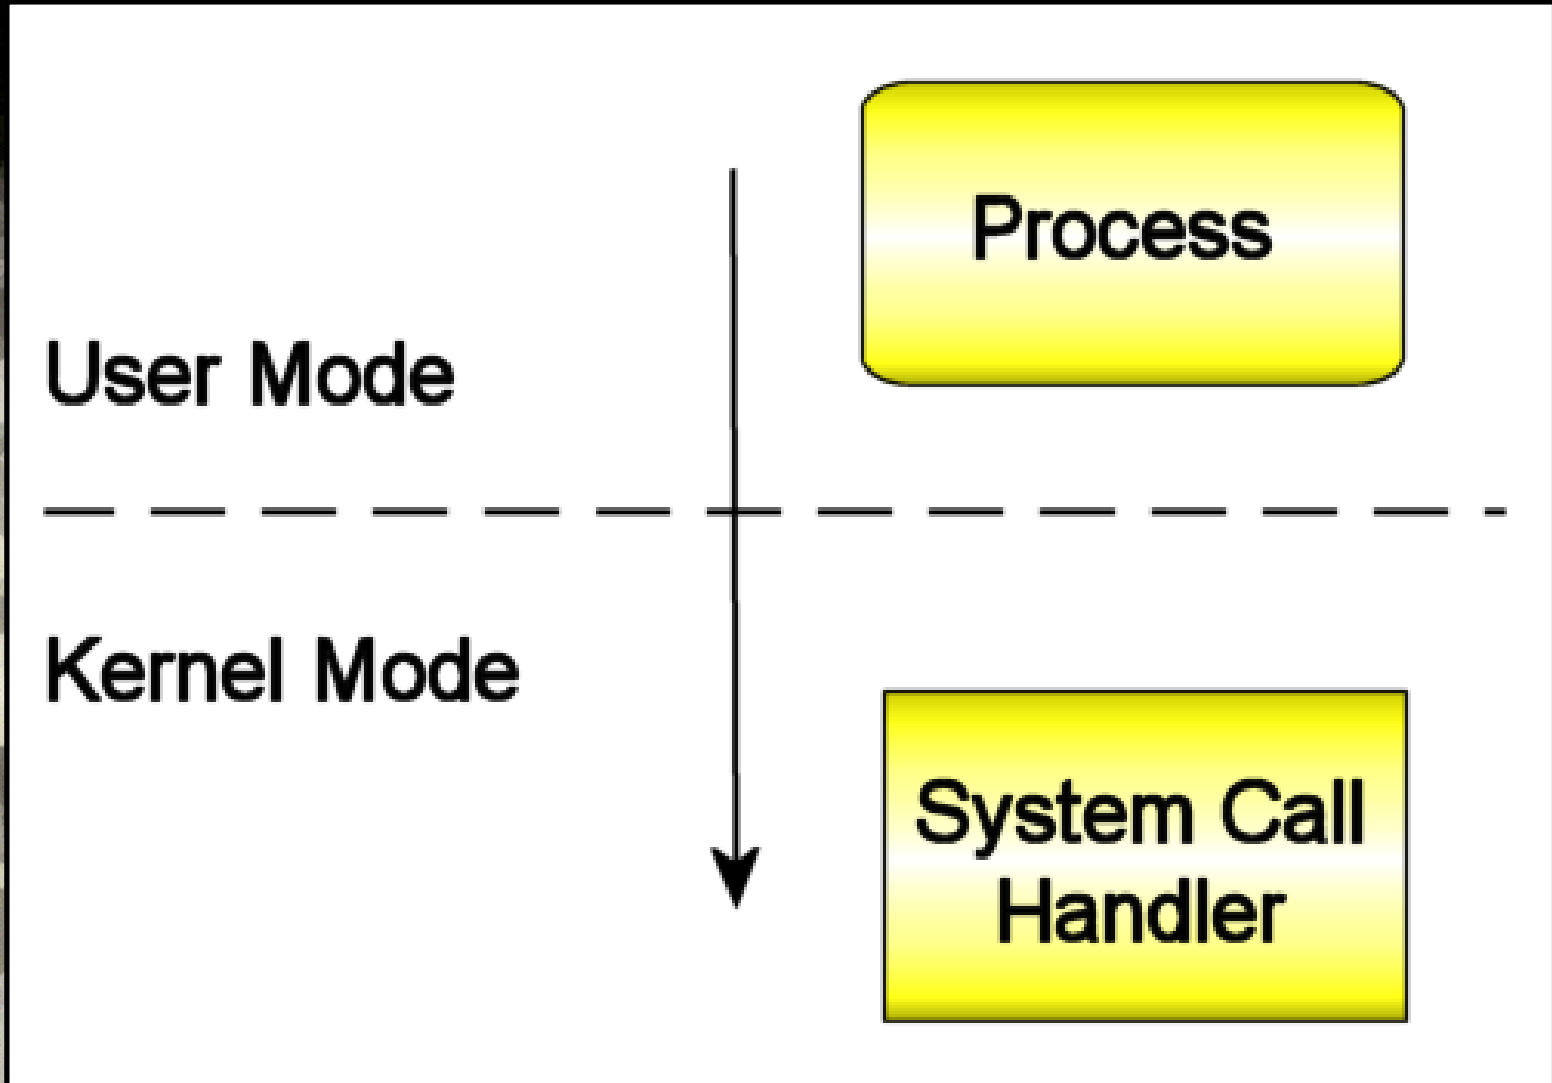 Process
User Mode
Kernel Mode
System Call
Handler